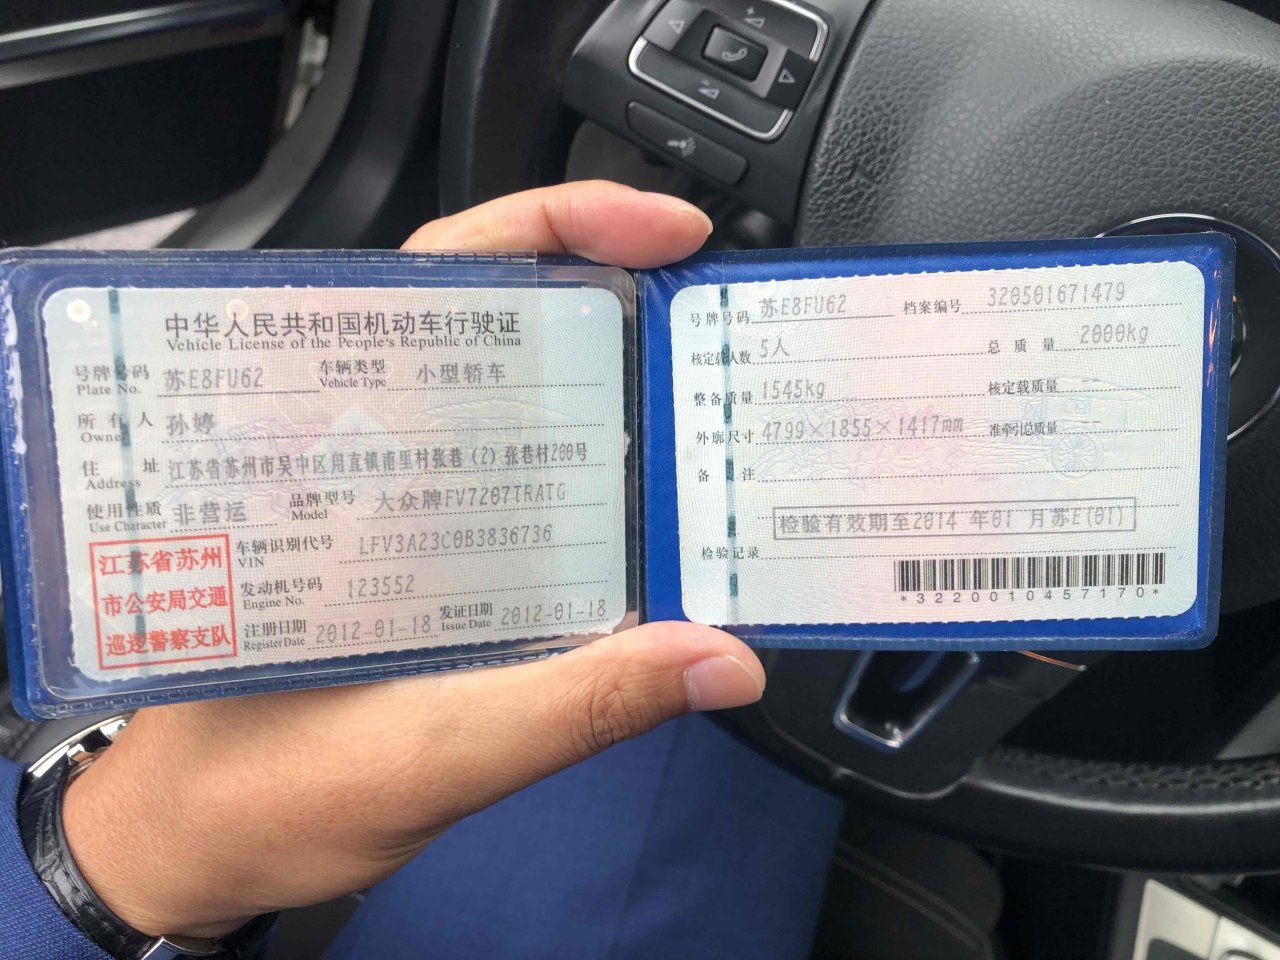 中华人民共和国机动车行驶证
Vehicle License of the People's Republic of China
号牌号码 苏E8FU62 车辆类型 小型轿车
Plate No. Vehicle Type
所有人 孙婷
Owner
住址 江苏省苏州市吴中区甪直镇甫里村张巷(2)张巷村200号
Address
使用性质 非营运 品牌型号 大众牌FV7207TRATG
Use Character Model
江苏省苏州
市公安局交通
巡逻警察支队
车辆识别代号 LFV3A23C0B3836736
VIN
发动机号码 123552
Engine No.
注册日期 2012-01-18 发证日期 2012-01-18
Register Date Issue Date
号牌号码 苏E8FU62 档案编号 320501671479
核定载人数 5人 总质量 2000kg
整备质量 1545kg 核定载质量 --
外廓尺寸 4799×1855×1417mm 准牵引总质量 --
备注
检验有效期至2014年01月苏E(01)
检验记录
*3220010457170*